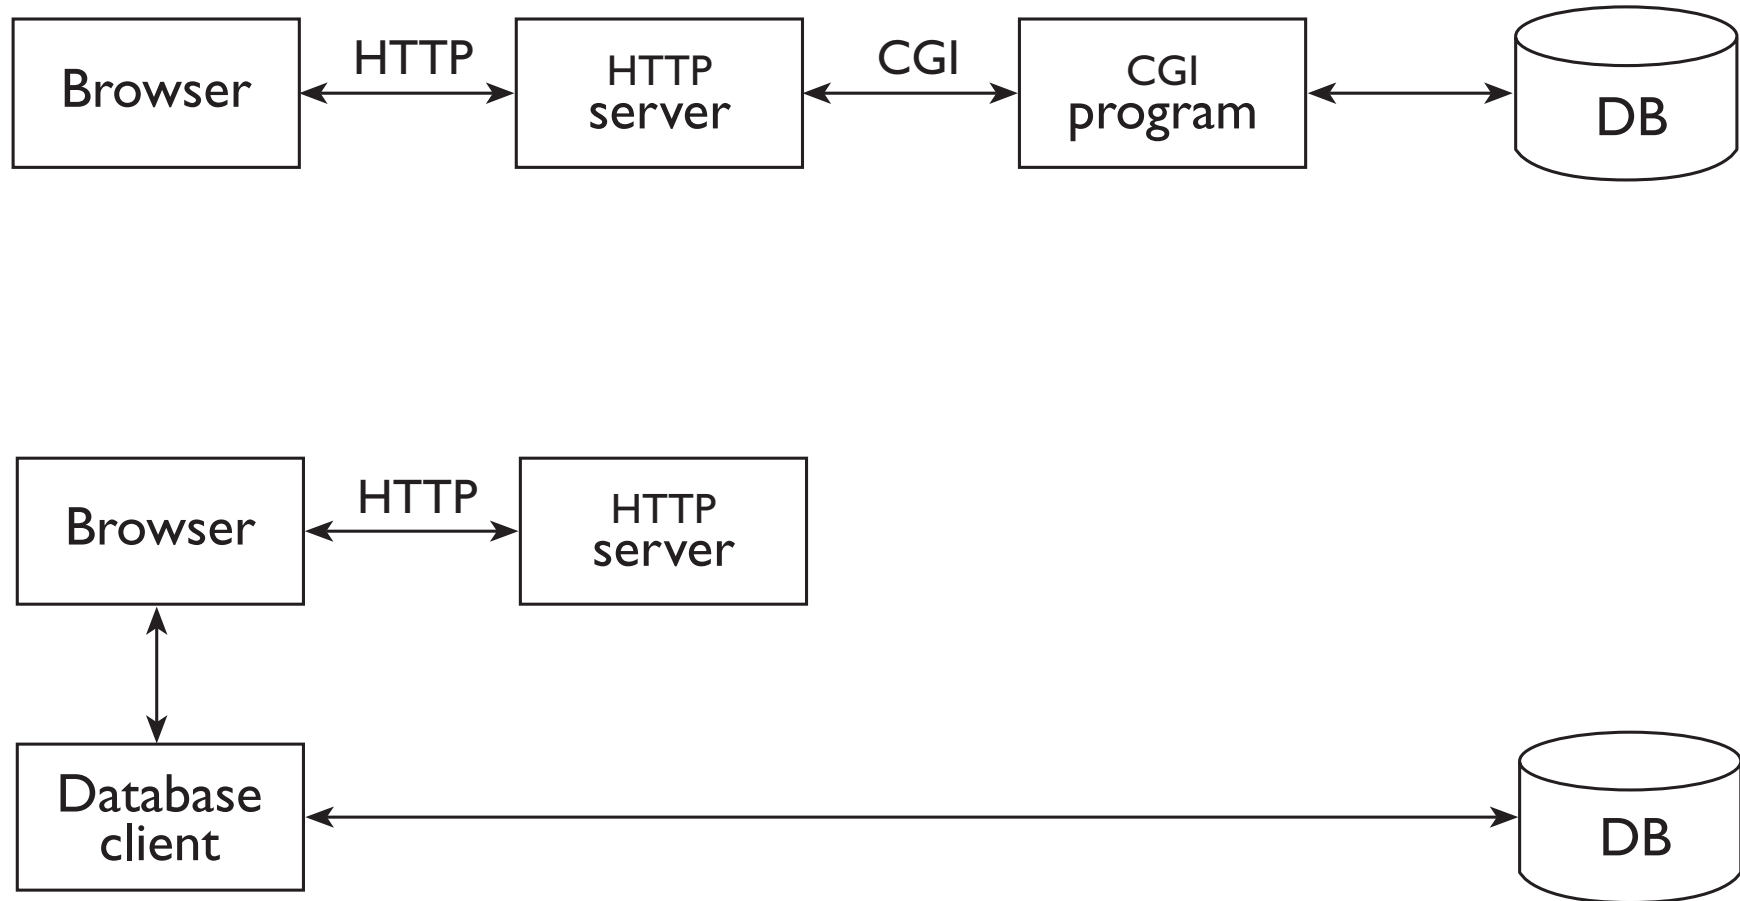 Browser
HTTP
HTTP
server
CGI
CGI
program
DB
Browser
HTTP
HTTP
server
Database
client
DB